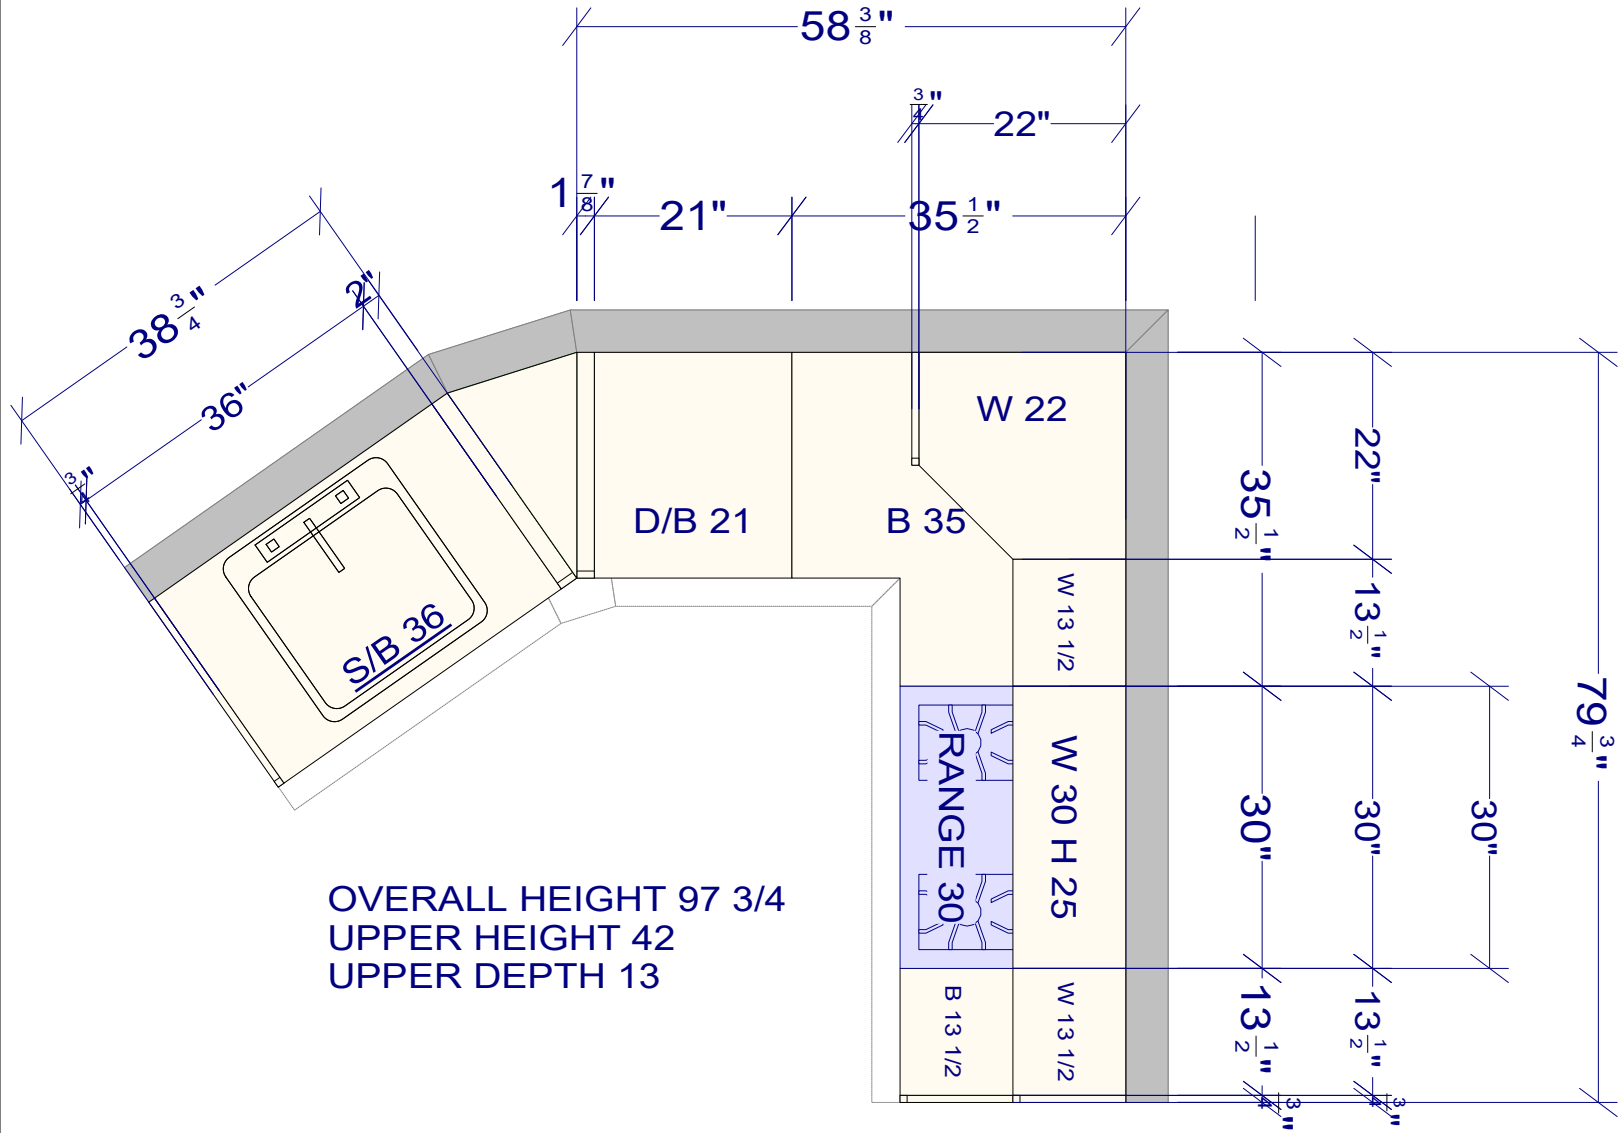 58 3/8"
3/4"
22"
1 7/8"
21"
35 1/2"
38 3/4"
2"
36"
3/4"
W 22
D/B 21
B 35
S/B 36
W 13 1/2
RANGE 30
W 30 H 25
B 13 1/2
W 13 1/2
35 1/2"
22"
13 1/2"
30"
30"
30"
79 3/4"
13 1/2"
13 1/2"
3/4"
3/4"
OVERALL HEIGHT 97 3/4
UPPER HEIGHT 42
UPPER DEPTH 13